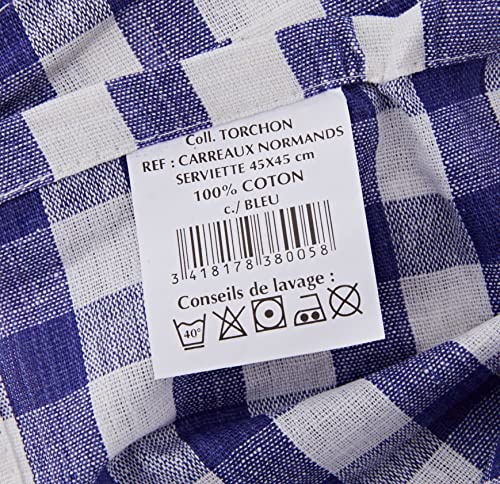 Coll. TORCHON
REF : CARREAUX NORMANDS
SERVIETTE 45X45 cm
100% COTON
c./ BLEU
3 418178 380058
Conseils de lavage :
40°